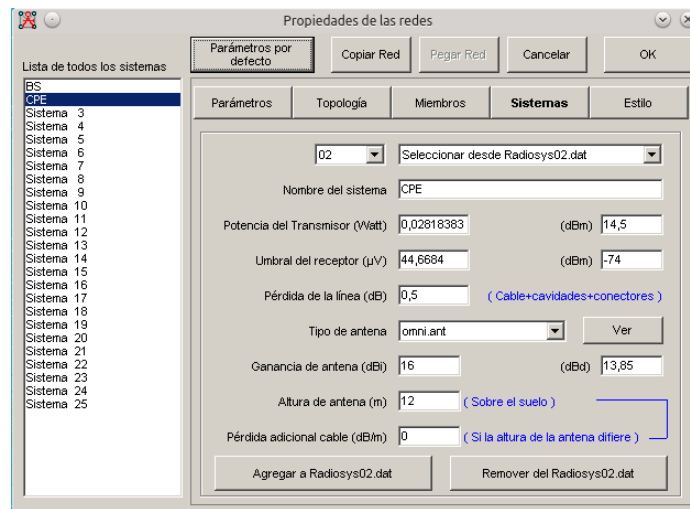 Propiedades de las redes
Lista de todos los sistemas
Parámetros por defecto
Copiar Red
Pegar Red
Cancelar
OK
BS
CPE
Sistema 3
Sistema 4
Sistema 5
Sistema 6
Sistema 7
Sistema 8
Sistema 9
Sistema 10
Sistema 11
Sistema 12
Sistema 13
Sistema 14
Sistema 15
Sistema 16
Sistema 17
Sistema 18
Sistema 19
Sistema 20
Sistema 21
Sistema 22
Sistema 23
Sistema 24
Sistema 25
Parámetros
Topología
Miembros
Sistemas
Estilo
02
Seleccionar desde Radiosys02.dat
Nombre del sistema CPE
Potencia del Transmisor (Watt) 0,02818383 (dBm) 14,5
Umbral del receptor (µV) 44,6684 (dBm) -74
Pérdida de la línea (dB) 0,5 ( Cable+cavidades+conectores )
Tipo de antena omni.ant Ver
Ganancia de antena (dBi) 16 (dBd) 13,85
Altura de antena (m) 12 ( Sobre el suelo )
Pérdida adicional cable (dB/m) 0 ( Si la altura de la antena difiere )
Agregar a Radiosys02.dat
Remover del Radiosys02.dat